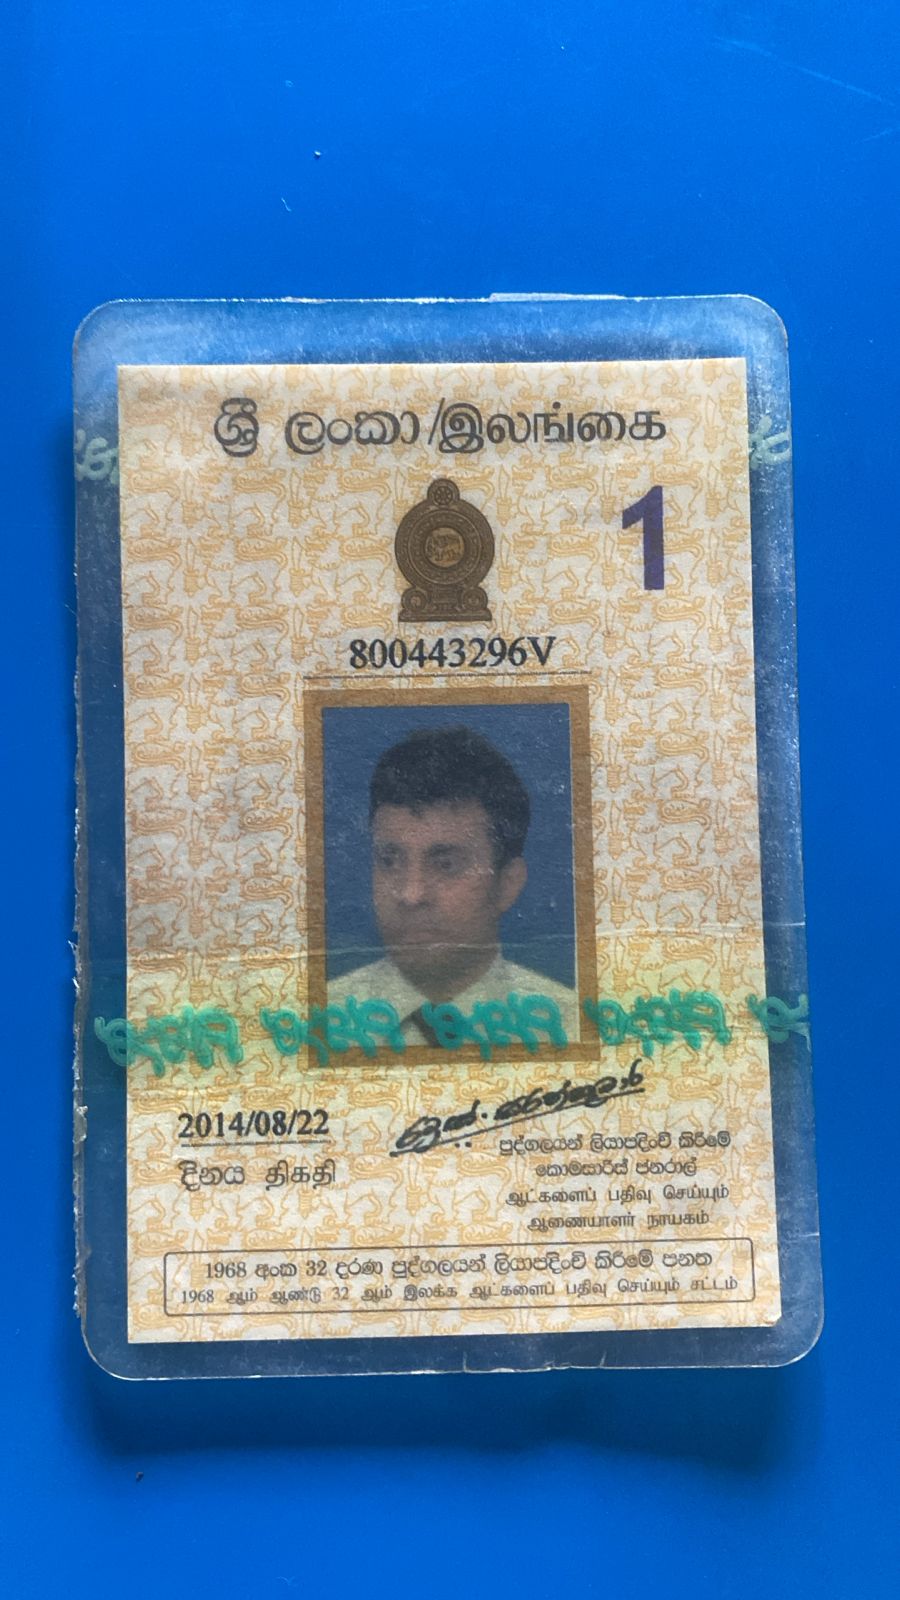 ශ්‍රී ලංකා/இலங்கை
1
800443296V
2014/08/22
දිනය திகதி
පුද්ගලයන් ලියාපදිංචි කිරීමේ
කොමසාරිස් ජනරාල්
ஆட்களைப் பதிவு செய்யும்
ஆணையாளர் நாயகம்
1968 අංක 32 දරණ පුද්ගලයන් ලියාපදිංචි කිරීමේ පනත
1968 ஆம் ஆண்டு 32 ஆம் இலக்க ஆட்களைப் பதிவு செய்யும் சட்டம்